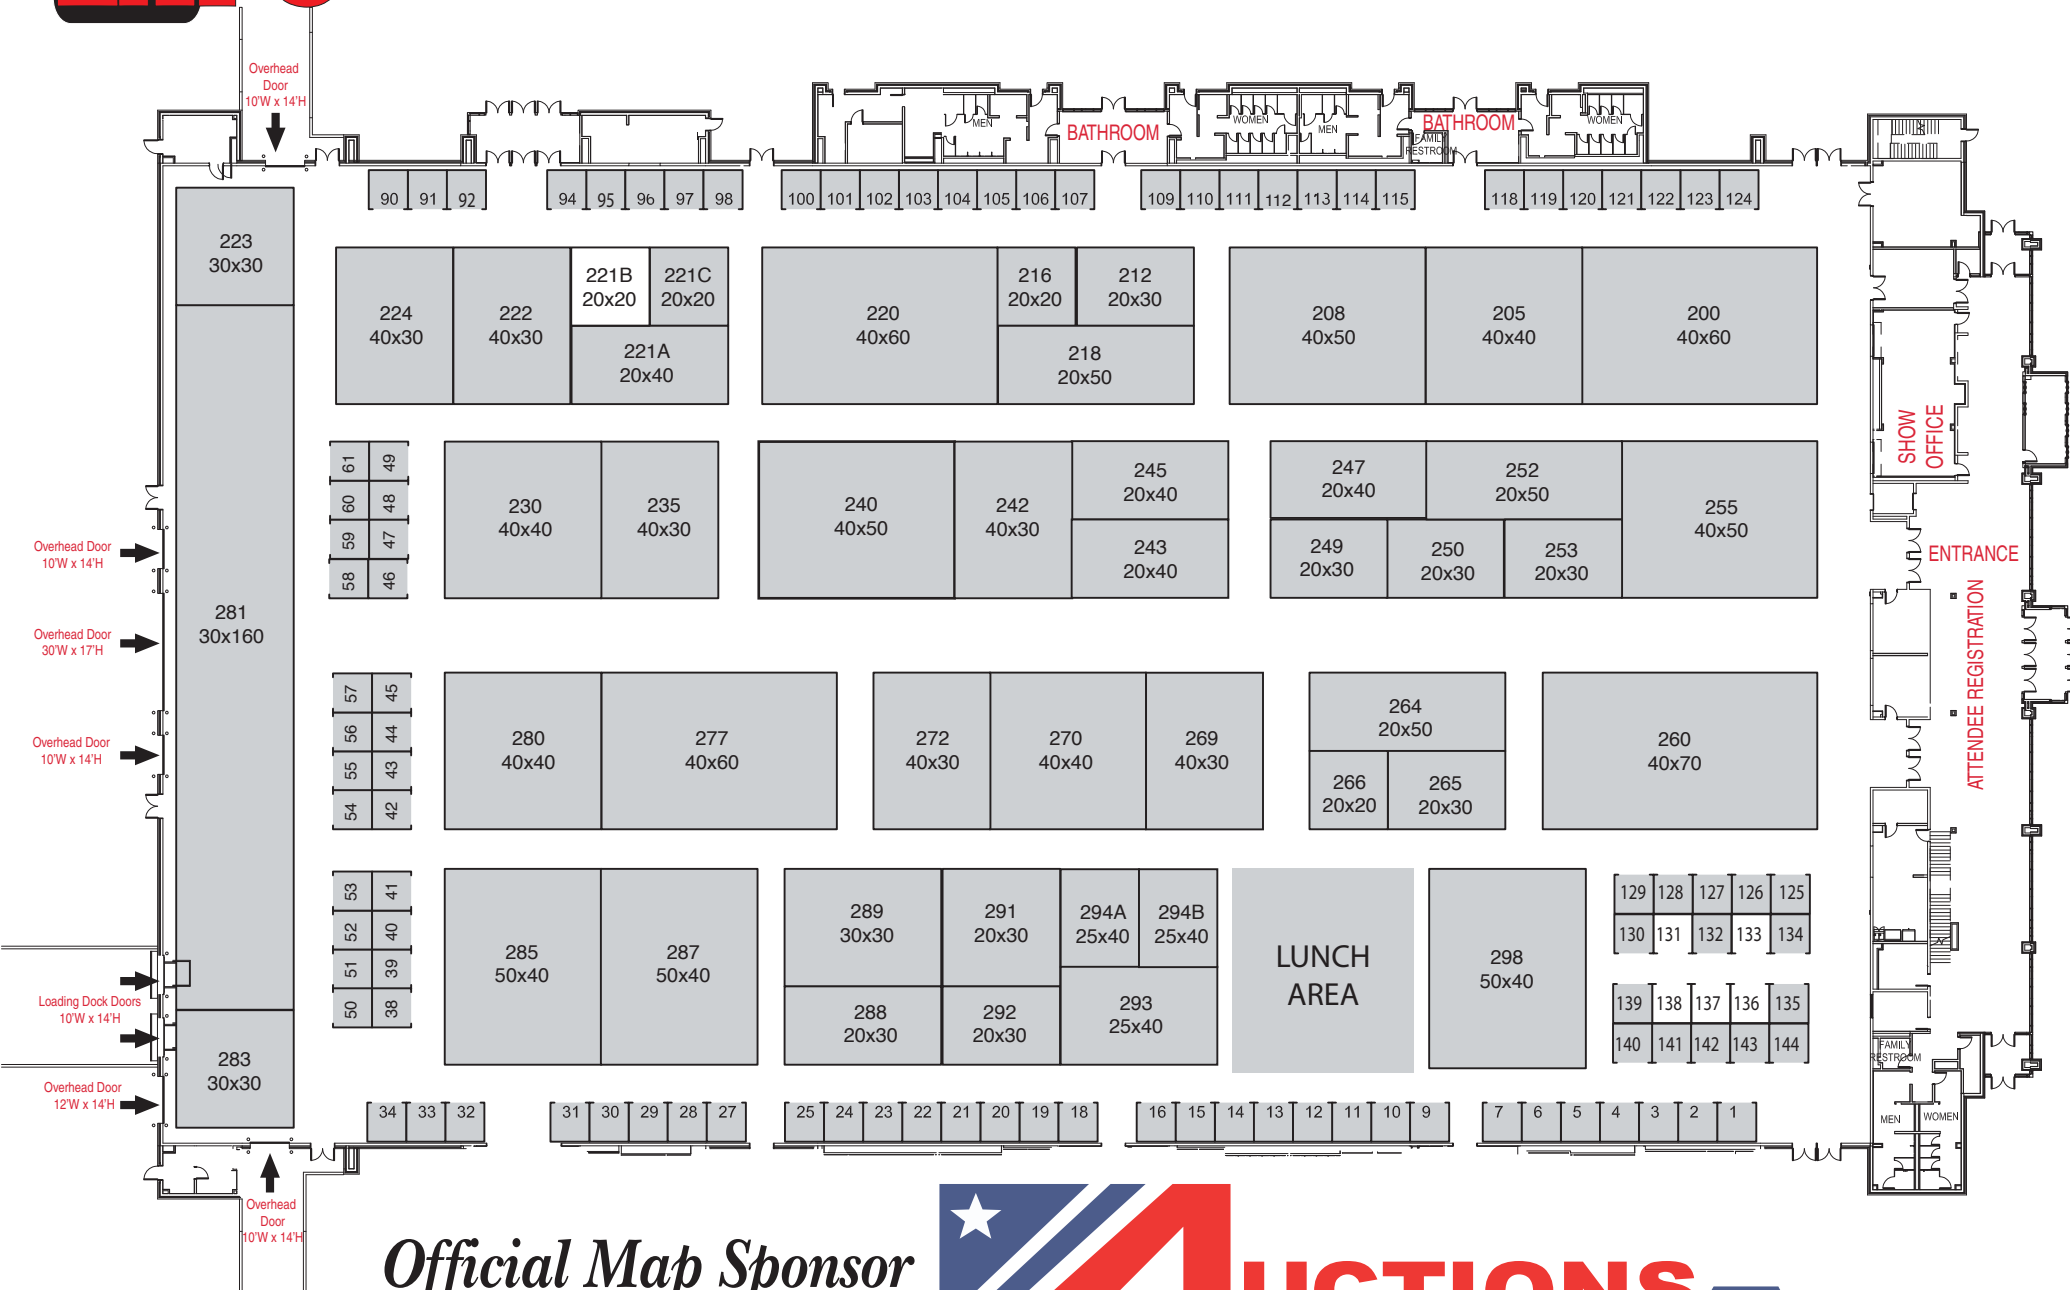 Overhead
Door
10'W x 14'H
MEN
BATHROOM
WOMEN
MEN
BATHROOM
FAMILY
RESTROOM
WOMEN
90 91 92 94 95 96 97 98 100 101 102 103 104 105 106 107 109 110 111 112 113 114 115 118 119 120 121 122 123 124
223
30x30
224
40x30
222
40x30
221B
20x20
221C
20x20
221A
20x40
220
40x60
216
20x20
212
20x30
218
20x50
208
40x50
205
40x40
200
40x60
SHOW
OFFICE
61 49
60 48
59 47
58 46
230
40x40
235
40x30
240
40x50
242
40x30
245
20x40
243
20x40
247
20x40
252
20x50
249
20x30
250
20x30
253
20x30
255
40x50
ENTRANCE
ATTENDEE REGISTRATION
Overhead Door
10'W x 14'H
Overhead Door
30'W x 17'H
Overhead Door
10'W x 14'H
281
30x160
57 45
56 44
55 43
54 42
280
40x40
277
40x60
272
40x30
270
40x40
269
40x30
264
20x50
266
20x20
265
20x30
260
40x70
53 41
52 40
51 39
50 38
285
50x40
287
50x40
289
30x30
291
20x30
294A
25x40
294B
25x40
288
20x30
292
20x30
293
25x40
LUNCH
AREA
298
50x40
129 128 127 126 125
130 131 132 133 134
139 138 137 136 135
140 141 142 143 144
FAMILY
RESTROOM
MEN
WOMEN
Loading Dock Doors
10'W x 14'H
283
30x30
Overhead Door
12'W x 14'H
34 33 32 31 30 29 28 27 25 24 23 22 21 20 19 18 16 15 14 13 12 11 10 9 7 6 5 4 3 2 1
Overhead
Door
10'W x 14'H
Official Map Sponsor
AUCTIONS